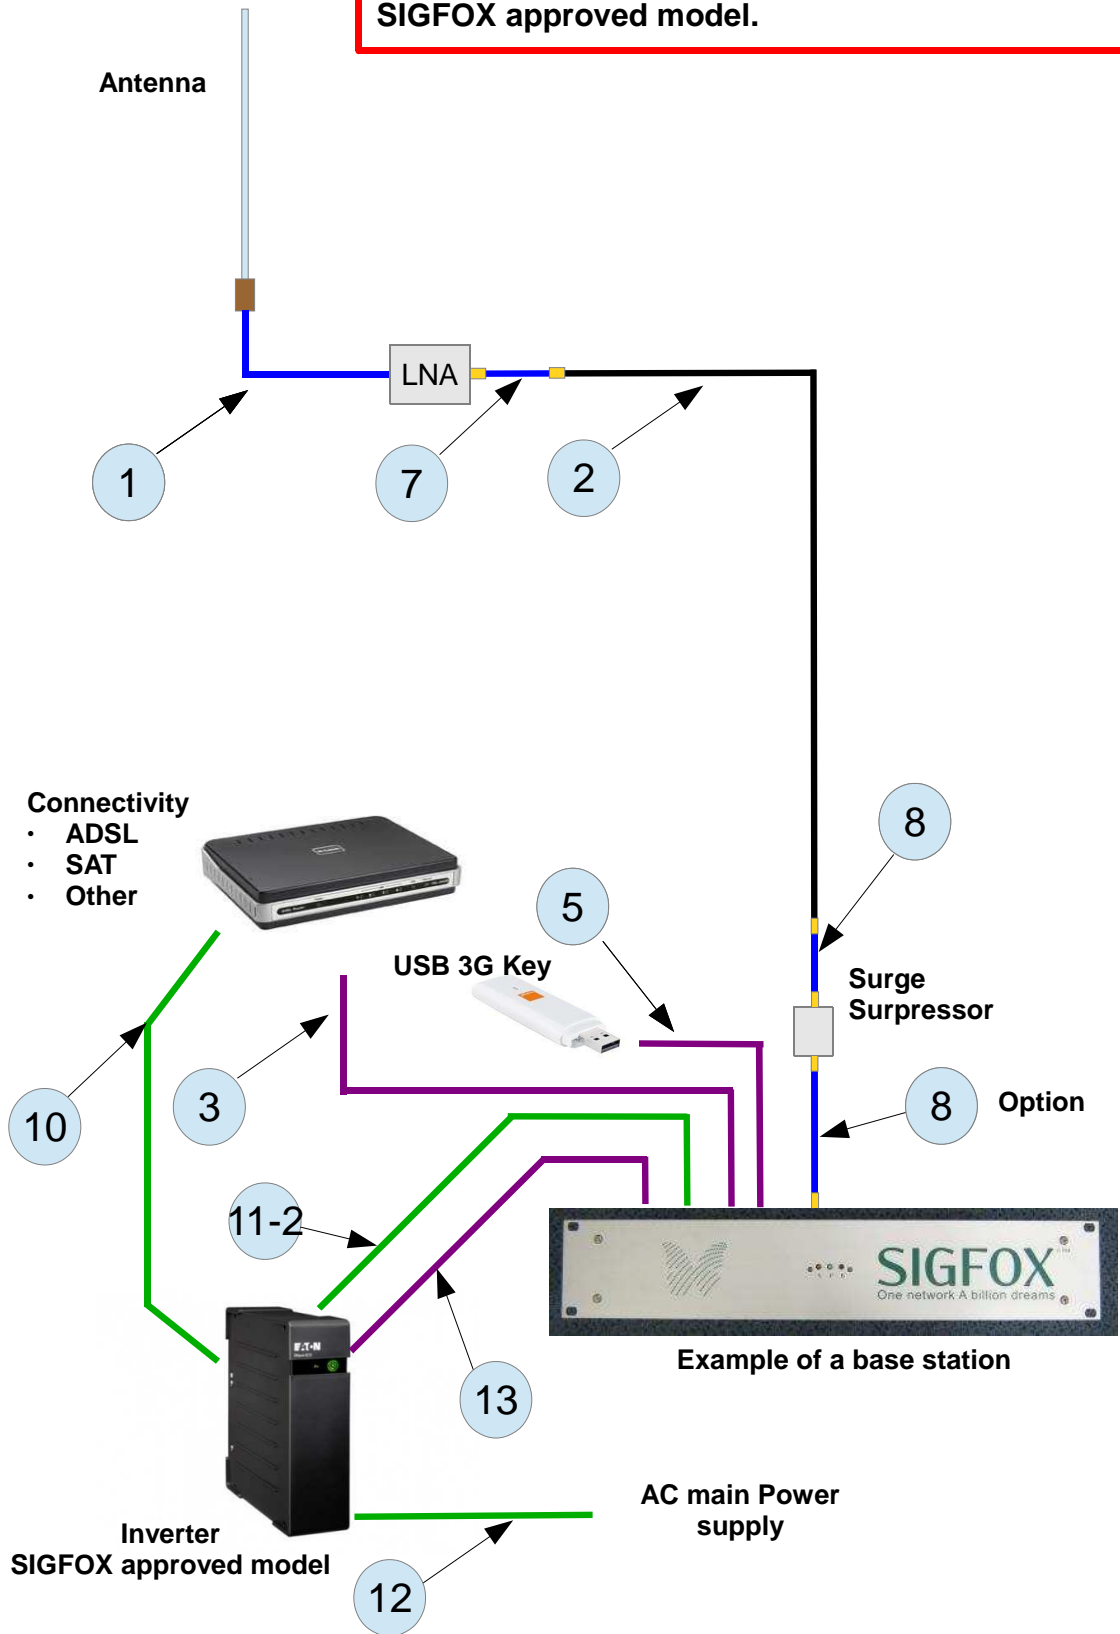 SIGFOX approved model.
Antenna
LNA
1
7
2
Connectivity
• ADSL
• SAT
• Other
8
5
USB 3G Key
Surge
Surpressor
10
3
8
Option
11-2
SIGFOX
One network A billion dreams
EATON
Example of a base station
13
AC main Power
supply
Inverter
SIGFOX approved model
12